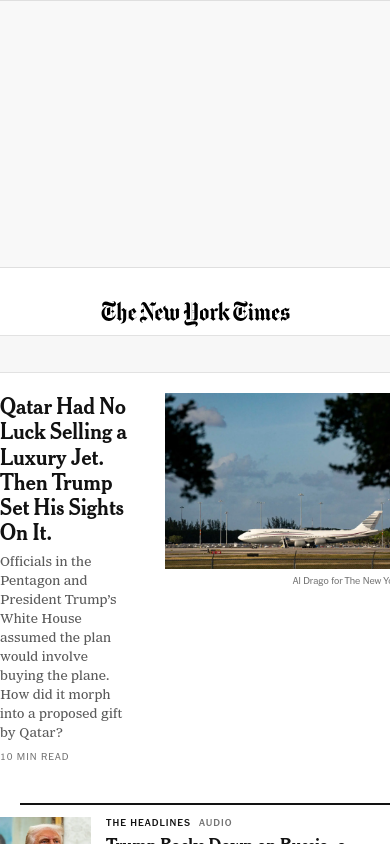 The New York Times
Qatar Had No
Luck Selling a
Luxury Jet.
Then Trump
Set His Sights
On It.
Officials in the
Pentagon and
President Trump's
White House
assumed the plan
would involve
buying the plane.
How did it morph
into a proposed gift
by Qatar?
10 MIN READ
Al Drago for The New Yo
THE HEADLINES AUDIO
Trump Backs Down on Russia, a